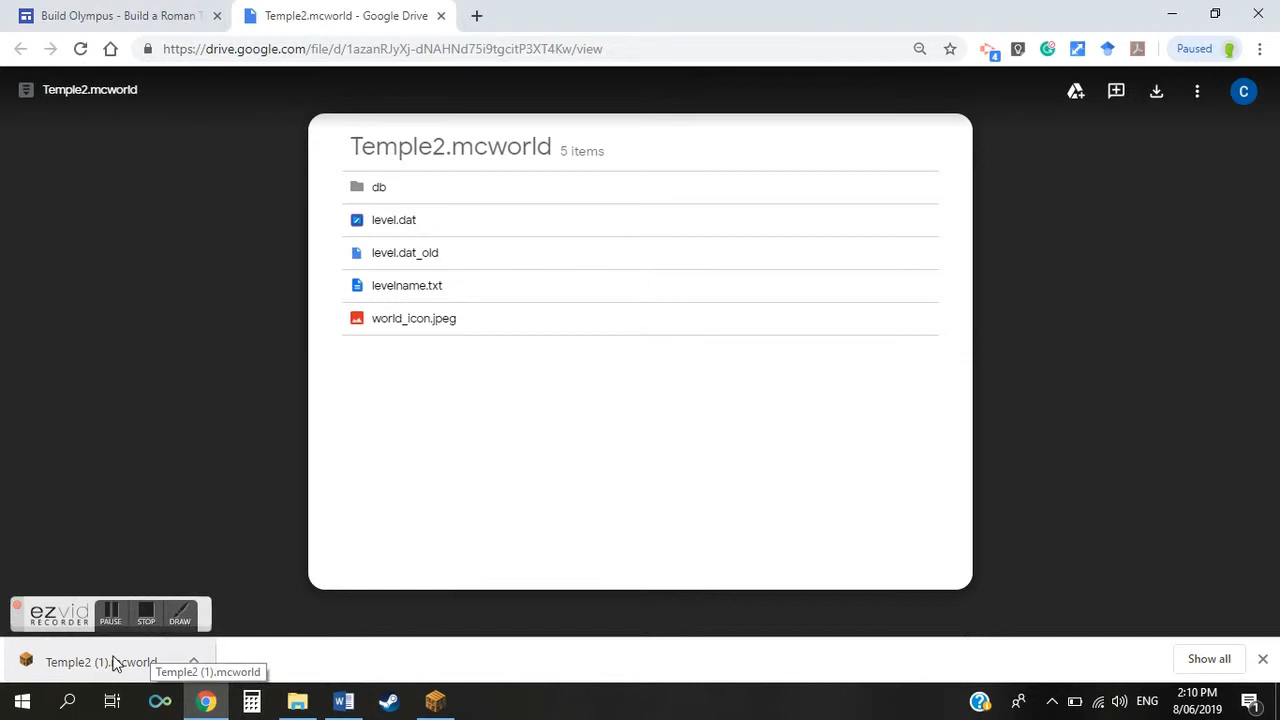 Build Olympus - Build a Roman T
Temple2.mcworld - Google Drive
https://drive.google.com/file/d/1azanRJyXj-dNAHNd75i9tgcitP3XT4Kw/view
4
Paused
Temple2.mcworld
C
Temple2.mcworld 5 items
db
level.dat
level.dat_old
levelname.txt
world_icon.jpeg
ezvid
RECORDER
PAUSE
STOP
DRAW
Temple2 (1).mcworld
Temple2 (1).mcworld
Show all
ENG
2:10 PM
8/06/2019
1